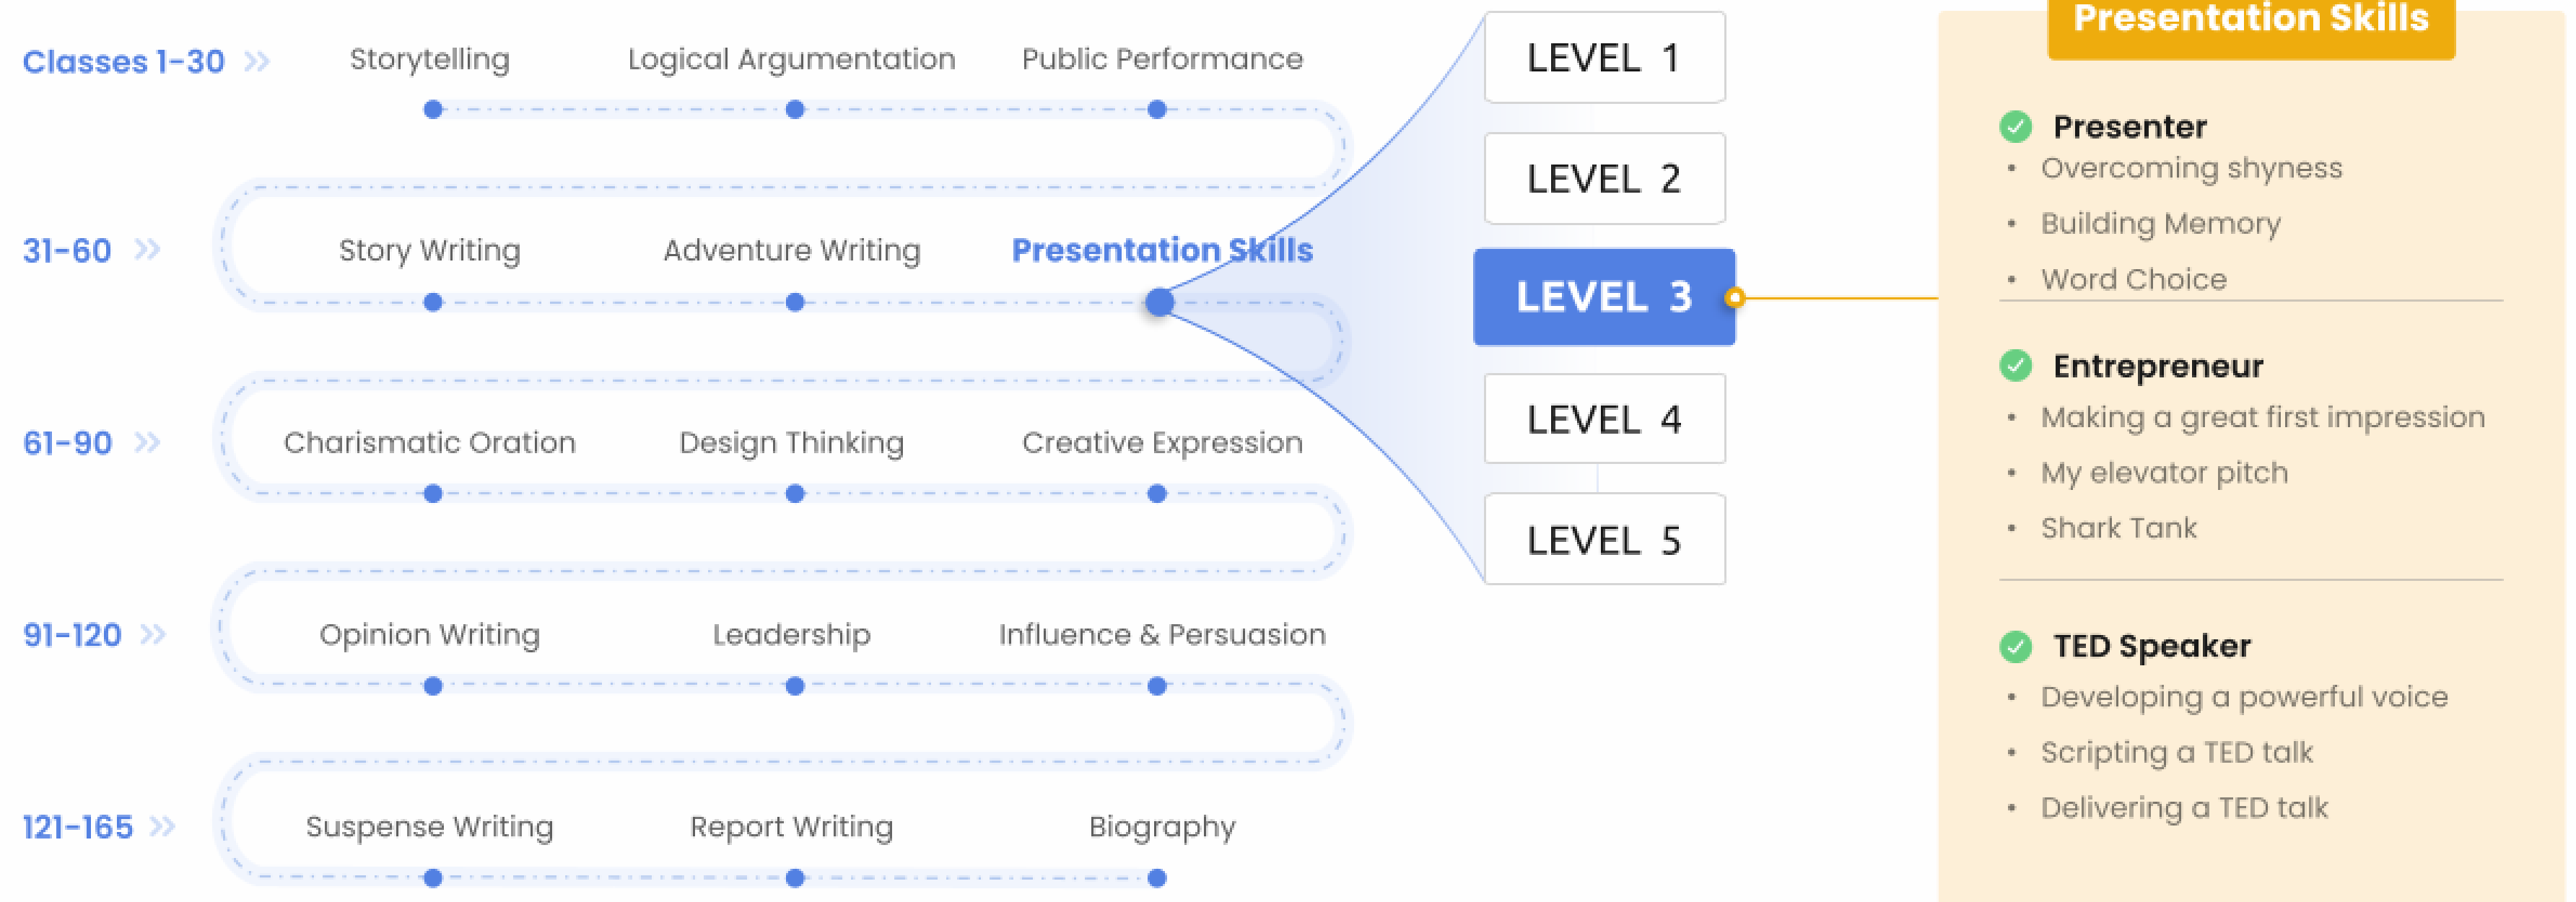 Classes 1-30
Storytelling
Logical Argumentation
Public Performance
31-60
Story Writing
Adventure Writing
Presentation Skills
61-90
Charismatic Oration
Design Thinking
Creative Expression
91-120
Opinion Writing
Leadership
Influence & Persuasion
121-165
Suspense Writing
Report Writing
Biography
LEVEL 1
LEVEL 2
LEVEL 3
LEVEL 4
LEVEL 5
Presentation Skills
Presenter
• Overcoming shyness
• Building Memory
• Word Choice
Entrepreneur
• Making a great first impression
• My elevator pitch
• Shark Tank
TED Speaker
• Developing a powerful voice
• Scripting a TED talk
• Delivering a TED talk